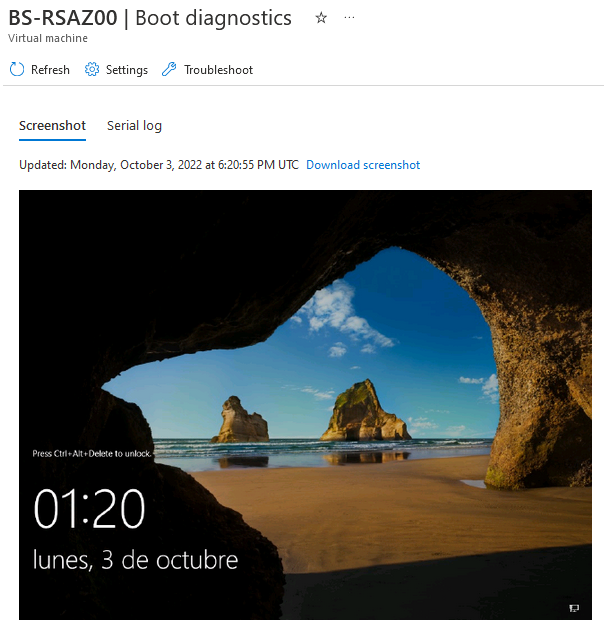 BS-RSAZ00 | Boot diagnostics ☆ ...
Virtual machine
Refresh Settings Troubleshoot
Screenshot Serial log
Updated: Monday, October 3, 2022 at 6:20:55 PM UTC Download screenshot
Press Ctrl+Alt+Delete to unlock.
01:20
lunes, 3 de octubre